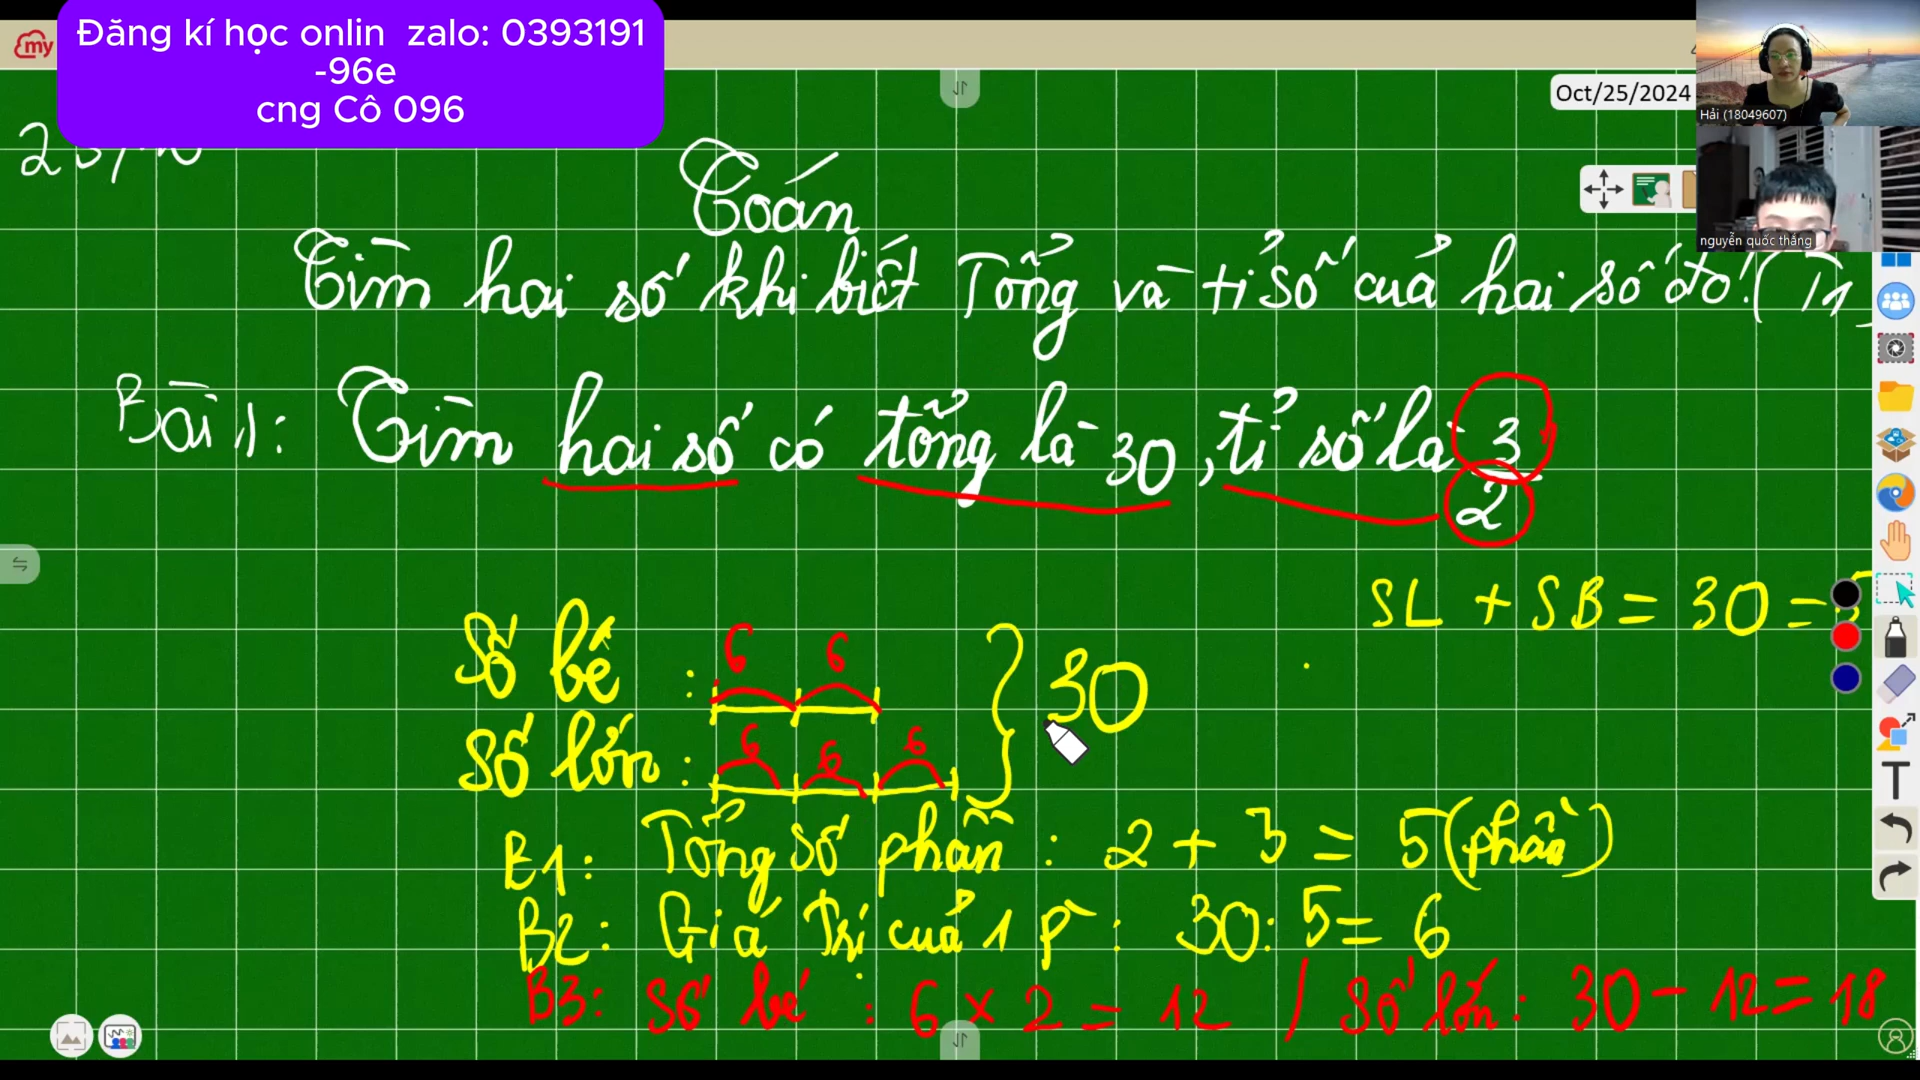 my
Đăng kí học onlin zalo: 0393191
-96e
cng Cô 096
Oct/25/2024
Hải (18049607)
nguyễn quốc thắng
Toán
Tìm hai số khi biết Tổng và tỉ số của hai số đó! (T1
Bài 1: Tìm hai số có tổng là 30, tỉ số là 3
2
SL + SB = 30 =
Số bé : 6 6
30
Số lớn : 6 6 6
B1: Tổng số phần : 2 + 3 = 5 (phần)
B2: Giá trị của 1 P : 30 : 5 = 6
B3: Số bé : 6 x 2 = 12 / Số lớn : 30 - 12 = 18